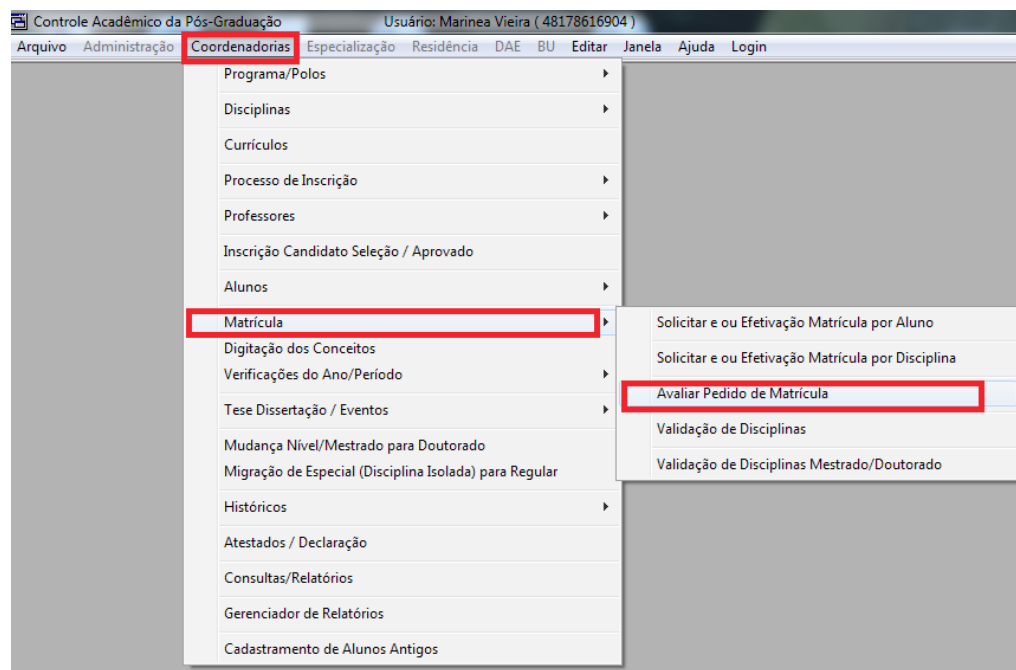 Controle Acadêmico da Pós-Graduação Usuário: Marinea Vieira ( 48178616904 )
Arquivo Administração Coordenadorias Especialização Residência DAE BU Editar Janela Ajuda Login
Programa/Polos
Disciplinas
Currículos
Processo de Inscrição
Professores
Inscrição Candidato Seleção / Aprovado
Alunos
Matrícula
Digitação dos Conceitos
Verificações do Ano/Período
Tese Dissertação / Eventos
Mudança Nível/Mestrado para Doutorado
Migração de Especial (Disciplina Isolada) para Regular
Históricos
Atestados / Declaração
Consultas/Relatórios
Gerenciador de Relatórios
Cadastramento de Alunos Antigos
Solicitar e ou Efetivação Matrícula por Aluno
Solicitar e ou Efetivação Matrícula por Disciplina
Avaliar Pedido de Matrícula
Validação de Disciplinas
Validação de Disciplinas Mestrado/Doutorado